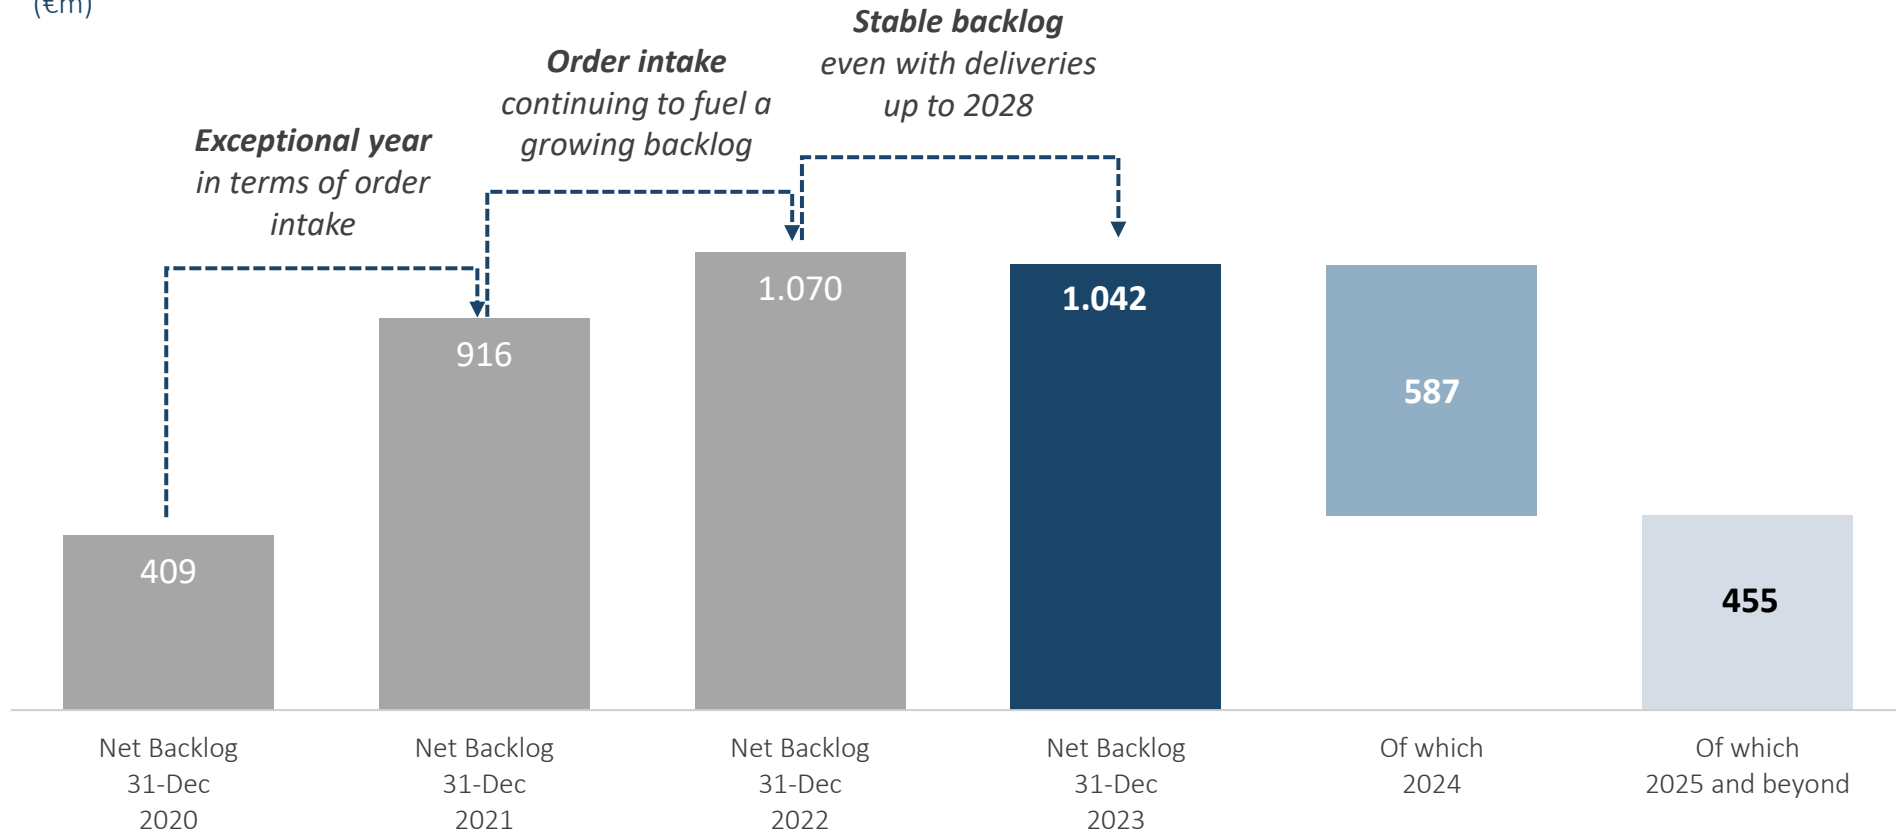 (€m)
Exceptional year
in terms of order
intake
Order intake
continuing to fuel a
growing backlog
Stable backlog
even with deliveries
up to 2028
409
916
1.070
1.042
587
455
Net Backlog
31-Dec
2020
Net Backlog
31-Dec
2021
Net Backlog
31-Dec
2022
Net Backlog
31-Dec
2023
Of which
2024
Of which
2025 and beyond